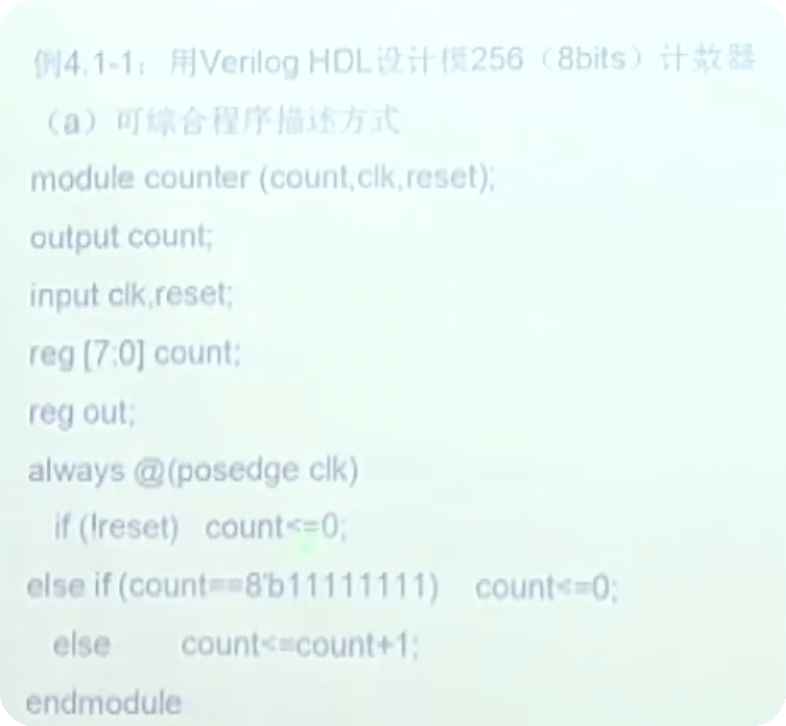 例4.1-1：用Verilog HDL设计模256（8bits）计数器
（a）可综合程序描述方式
module counter (count,clk,reset);
output count;
input clk,reset;
reg [7:0] count;
reg out;
always @(posedge clk)
if (!reset) count<=0;
else if (count==8'b11111111) count<=0;
else count<=count+1;
endmodule